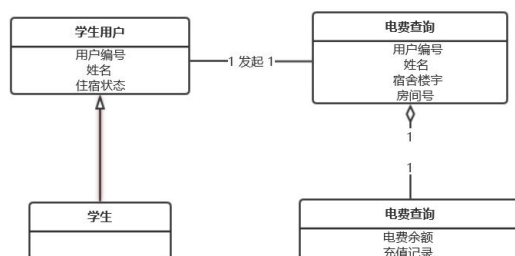 学生用户
用户编号
姓名
住宿状态
1 发起 1
电费查询
用户编号
姓名
宿舍楼宇
房间号
1
1
学生
电费查询
电费余额
充值记录